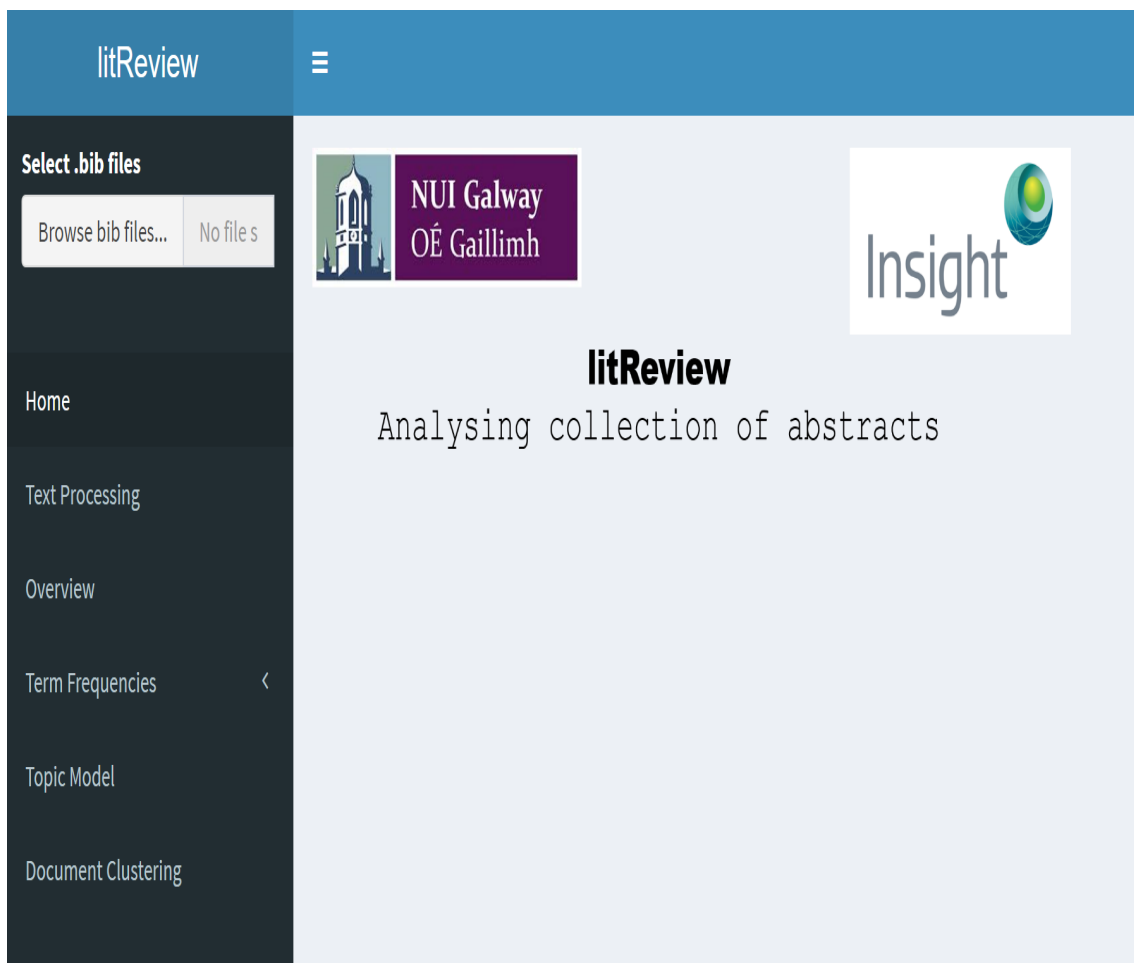 litReview
Select .bib files
Browse bib files... No file s
Home
Text Processing
Overview
Term Frequencies
Topic Model
Document Clustering
NUI Galway
OÉ Gaillimh
Insight
litReview
Analysing collection of abstracts